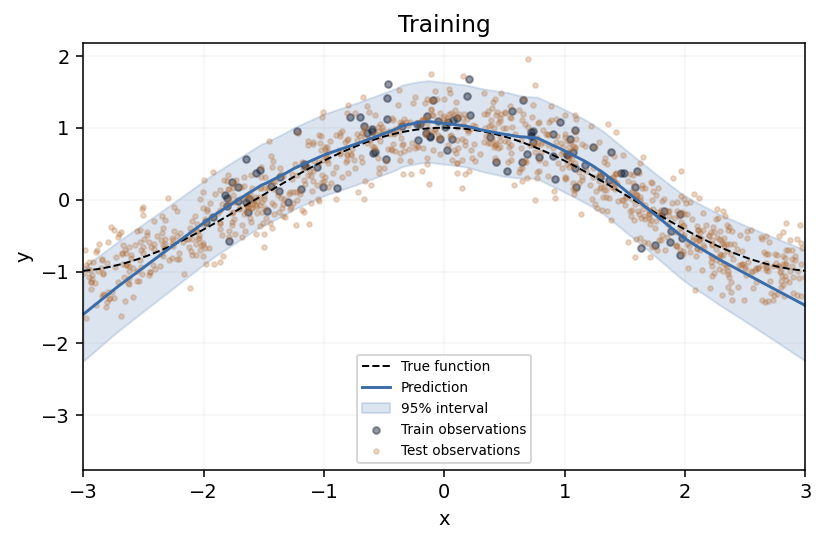 Training
2
1
0
−1
−2
−3
y
True function
Prediction
95% interval
Train observations
Test observations
−3 −2 −1 0 1 2 3
x